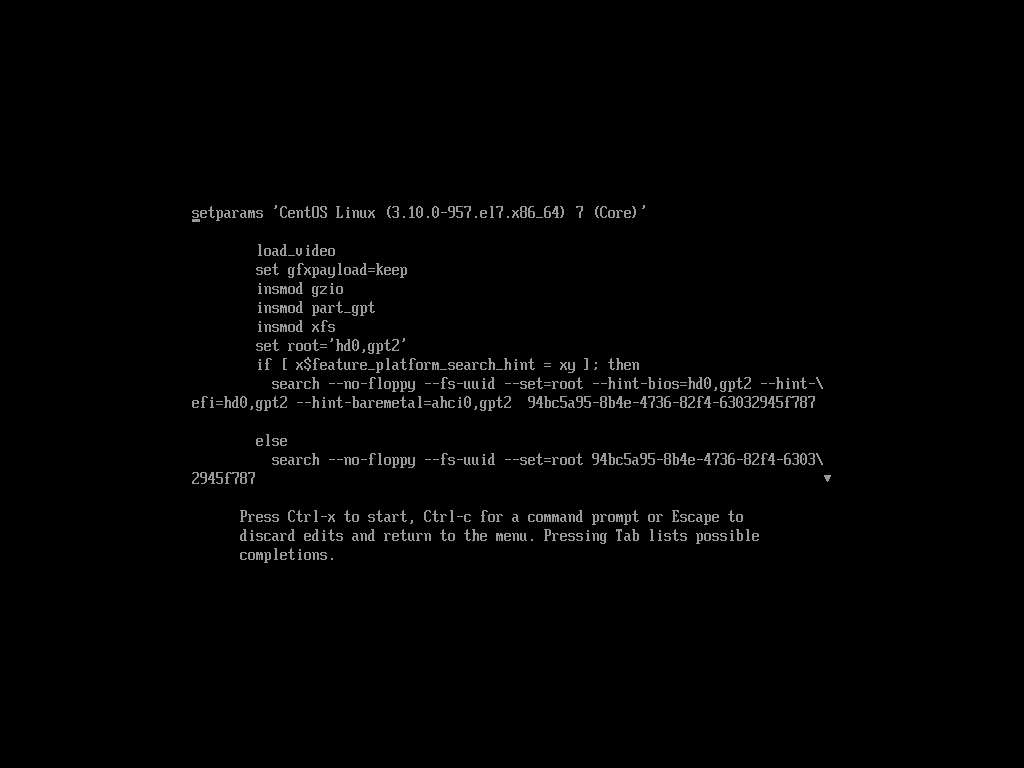 setparams 'CentOS Linux (3.10.0-957.el7.x86_64) 7 (Core)'
load_video
set gfxpayload=keep
insmod gzio
insmod part_gpt
insmod xfs
set root='hd0,gpt2'
if [ x$feature_platform_search_hint = xy ]; then
search --no-floppy --fs-uuid --set=root --hint-bios=hd0,gpt2 --hint-\
efi=hd0,gpt2 --hint-baremetal=ahci0,gpt2  94bc5a95-8b4e-4736-82f4-63032945f787
else
search --no-floppy --fs-uuid --set=root 94bc5a95-8b4e-4736-82f4-6303\
2945f787
Press Ctrl-x to start, Ctrl-c for a command prompt or Escape to
discard edits and return to the menu. Pressing Tab lists possible
completions.